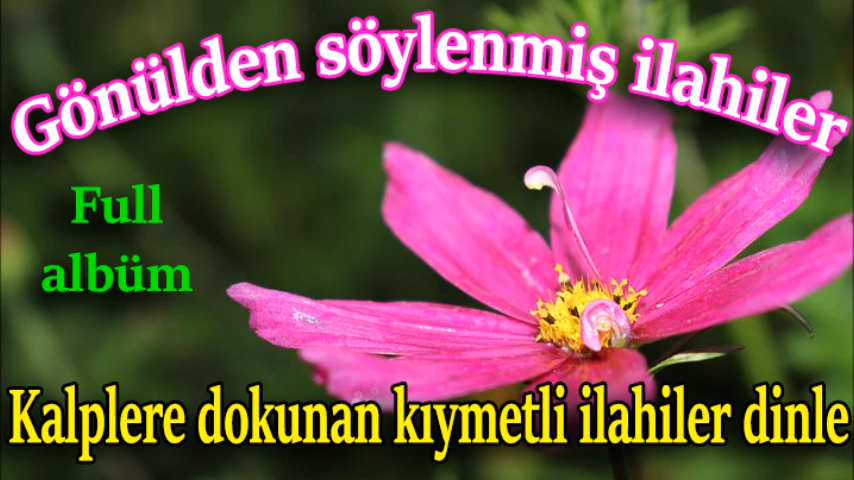 Gönülden söylenmiş ilahiler
Full
albüm
Kalplere dokunan kıymetli ilahiler dinle